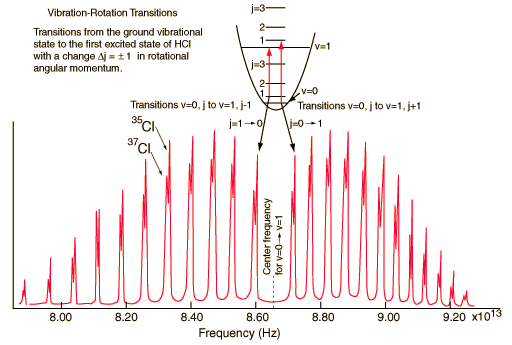 Vibration-Rotation Transitions
Transitions from the ground vibrational
state to the first excited state of HCl
with a change Δj = ±1 in rotational
angular momentum.
j=3
2
1
v=1
j=3
2
1
v=0
Transitions v=0, j to v=1, j-1
Transitions v=0, j to v=1, j+1
j=1→0
j=0→1
35Cl
37Cl
Center frequency
for v=0→v=1
8.00 8.20 8.40 8.60 8.80 9.00 9.20 x10^13
Frequency (Hz)